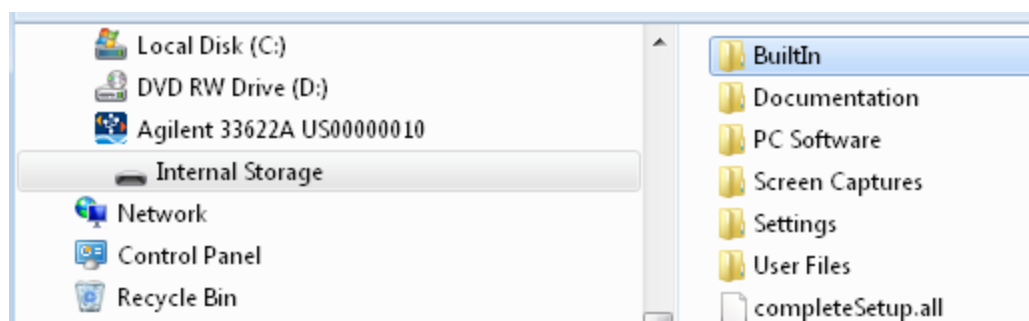 Local Disk (C:)
DVD RW Drive (D:)
Agilent 33622A US00000010
Internal Storage
Network
Control Panel
Recycle Bin
BuiltIn
Documentation
PC Software
Screen Captures
Settings
User Files
completeSetup.all